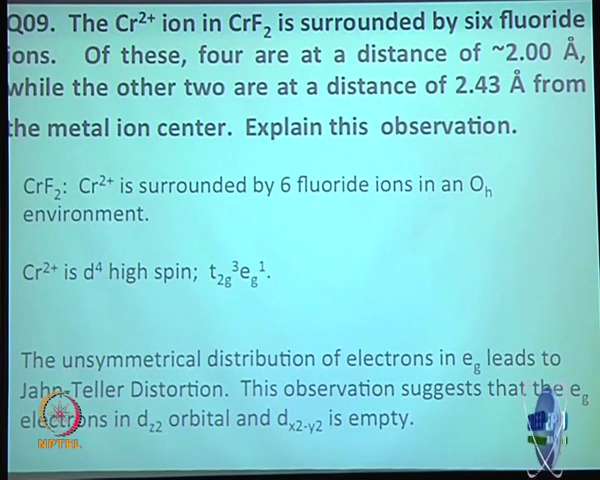 Q09. The Cr²⁺ ion in CrF₂ is surrounded by six fluoride
ions. Of these, four are at a distance of ~2.00 Å,
while the other two are at a distance of 2.43 Å from
the metal ion center. Explain this observation.
CrF₂: Cr²⁺ is surrounded by 6 fluoride ions in an Oₕ
environment.
Cr²⁺ is d⁴ high spin; t₂g³eg¹.
The unsymmetrical distribution of electrons in eg leads to
Jahn-Teller Distortion. This observation suggests that the eg
electrons in dz2 orbital and dx2-y2 is empty.
NPTEL